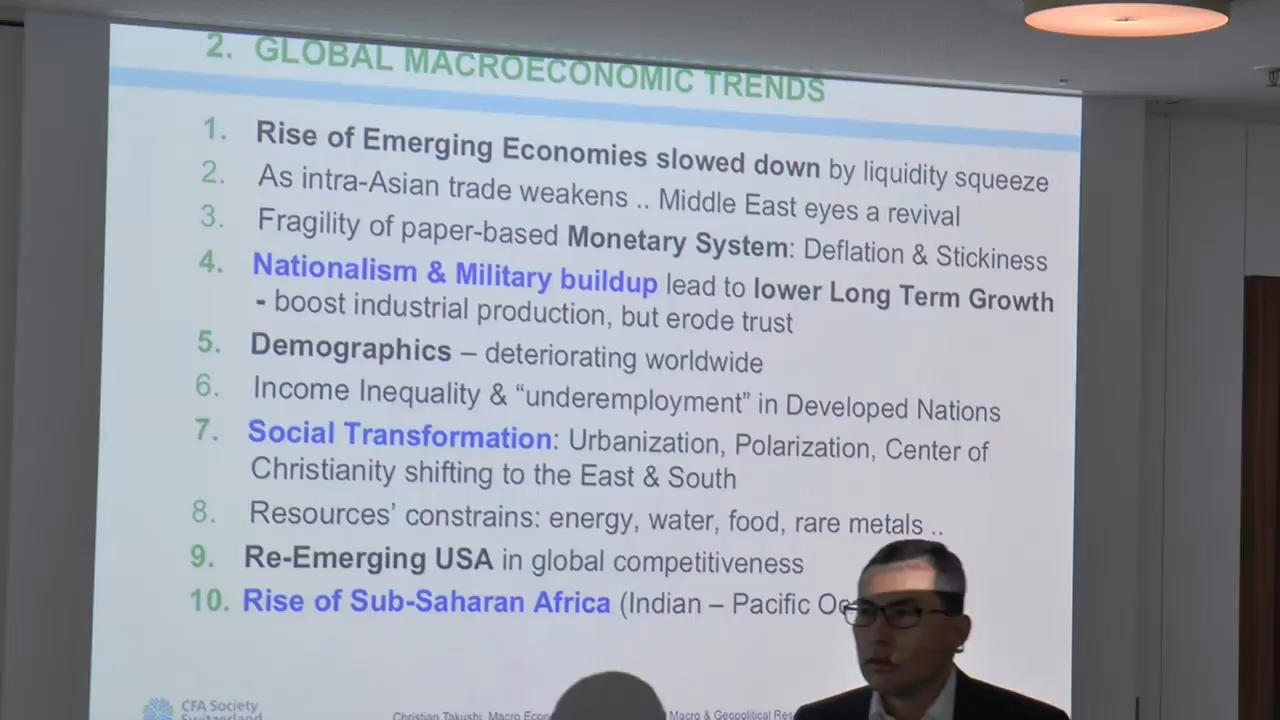 2. GLOBAL MACROECONOMIC TRENDS
1. Rise of Emerging Economies slowed down by liquidity squeeze
2. As intra-Asian trade weakens .. Middle East eyes a revival
3. Fragility of paper-based Monetary System: Deflation & Stickiness
4. Nationalism & Military buildup lead to lower Long Term Growth
- boost industrial production, but erode trust
5. Demographics – deteriorating worldwide
6. Income Inequality & “underemployment” in Developed Nations
7. Social Transformation: Urbanization, Polarization, Center of
Christianity shifting to the East & South
8. Resources’ constrains: energy, water, food, rare metals ..
9. Re-Emerging USA in global competitiveness
10. Rise of Sub-Saharan Africa (Indian – Pacific
CFA Society
Switzerland
Christian Takushi, Macro Macro & Geopolitical